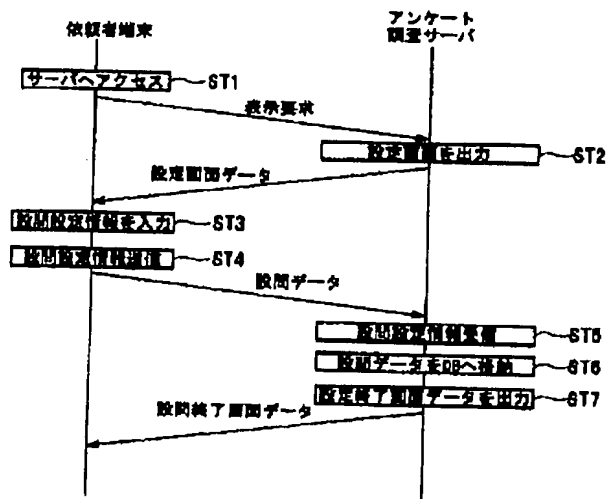 依頼者端末
アンケート
調査サーバ
サーバへアクセス
ST1
表示要求
設定画面を出力
ST2
設定画面データ
設問設定情報を入力
ST3
設問設定情報送信
ST4
設問データ
設問設定情報受信
ST5
設問データをDBへ格納
ST6
設定終了画面データを出力
ST7
設問終了画面データ